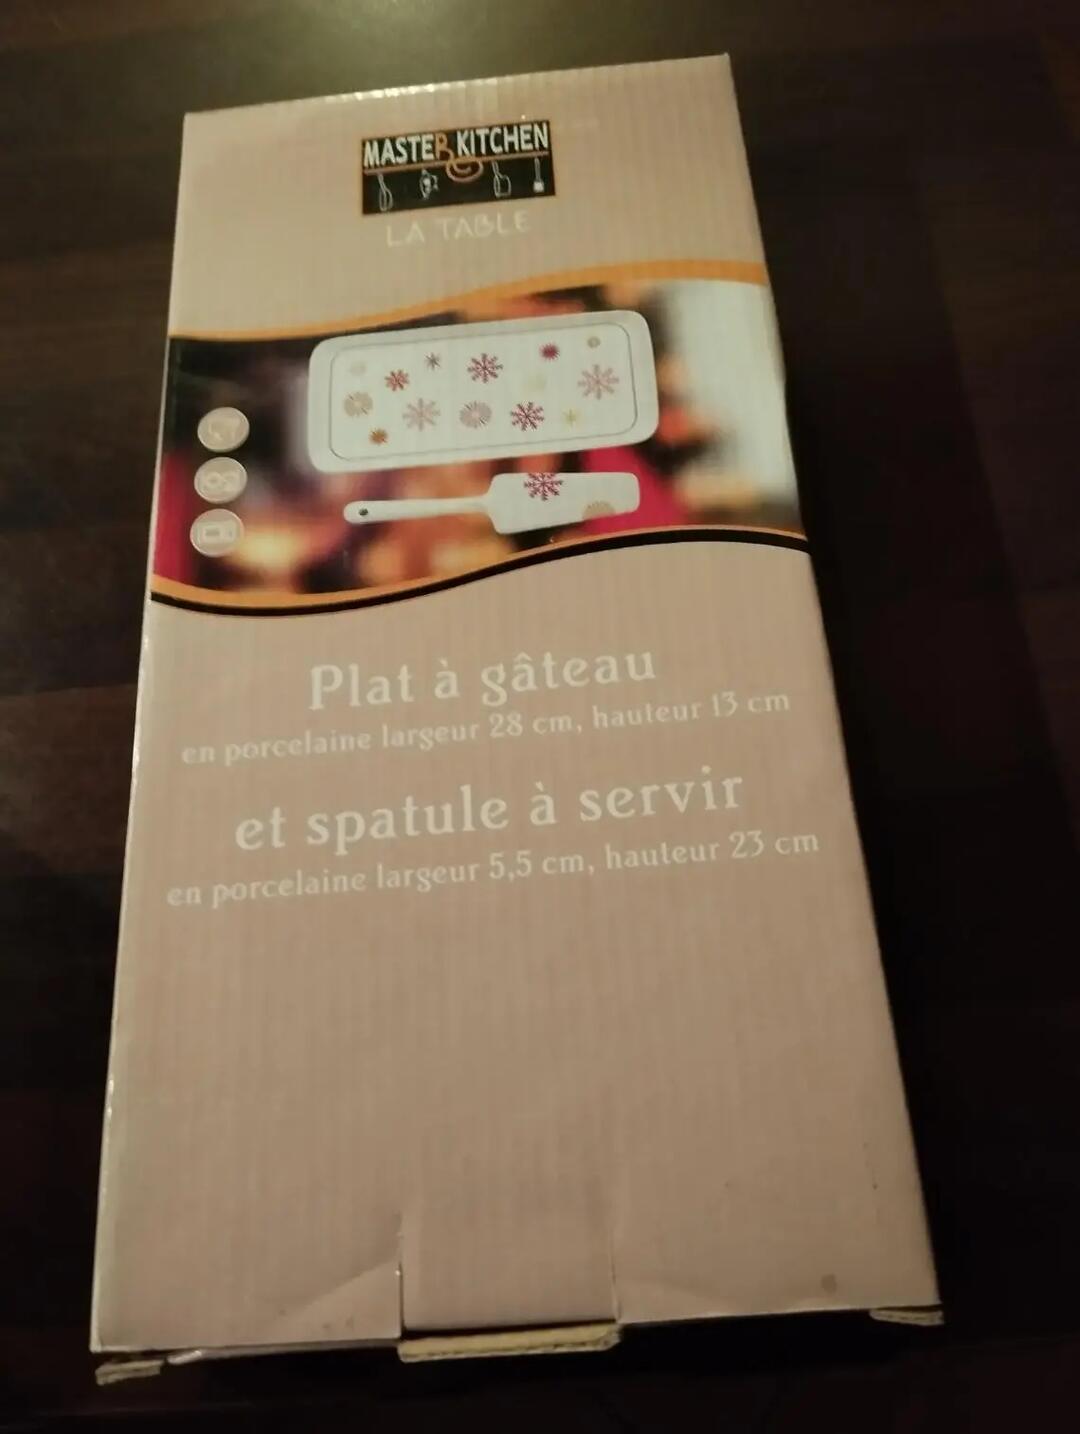 MASTER KITCHEN
LA TABLE
Plat à gâteau
en porcelaine largeur 28 cm, hauteur 13 cm
et spatule à servir
en porcelaine largeur 5,5 cm, hauteur 23 cm